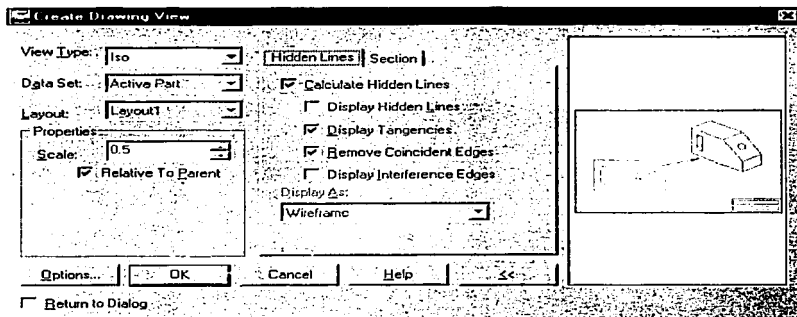 Create Drawing View
View Type: Iso
Data Set: Active Part
Layout: Layout1
Properties
Scale: 0.5
Relative To Parent
Hidden Lines Section
Calculate Hidden Lines
Display Hidden Lines
Display Tangencies
Remove Coincident Edges
Display Interference Edges
Display As:
Wireframe
Options... OK Cancel Help <<
Return to Dialog